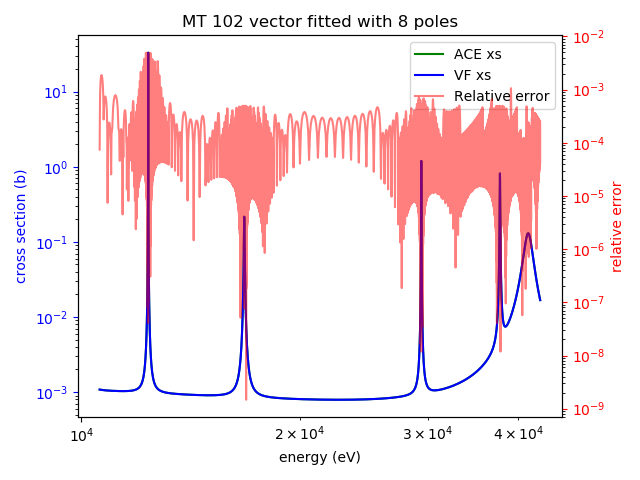 MT 102 vector fitted with 8 poles
ACE xs
VF xs
Relative error
cross section (b)
10¹
10⁰
10⁻¹
10⁻²
10⁻³
10⁻²
10⁻³
10⁻⁴
10⁻⁵
10⁻⁶
10⁻⁷
10⁻⁸
10⁻⁹
relative error
10⁴
2 × 10⁴
3 × 10⁴
4 × 10⁴
energy (eV)